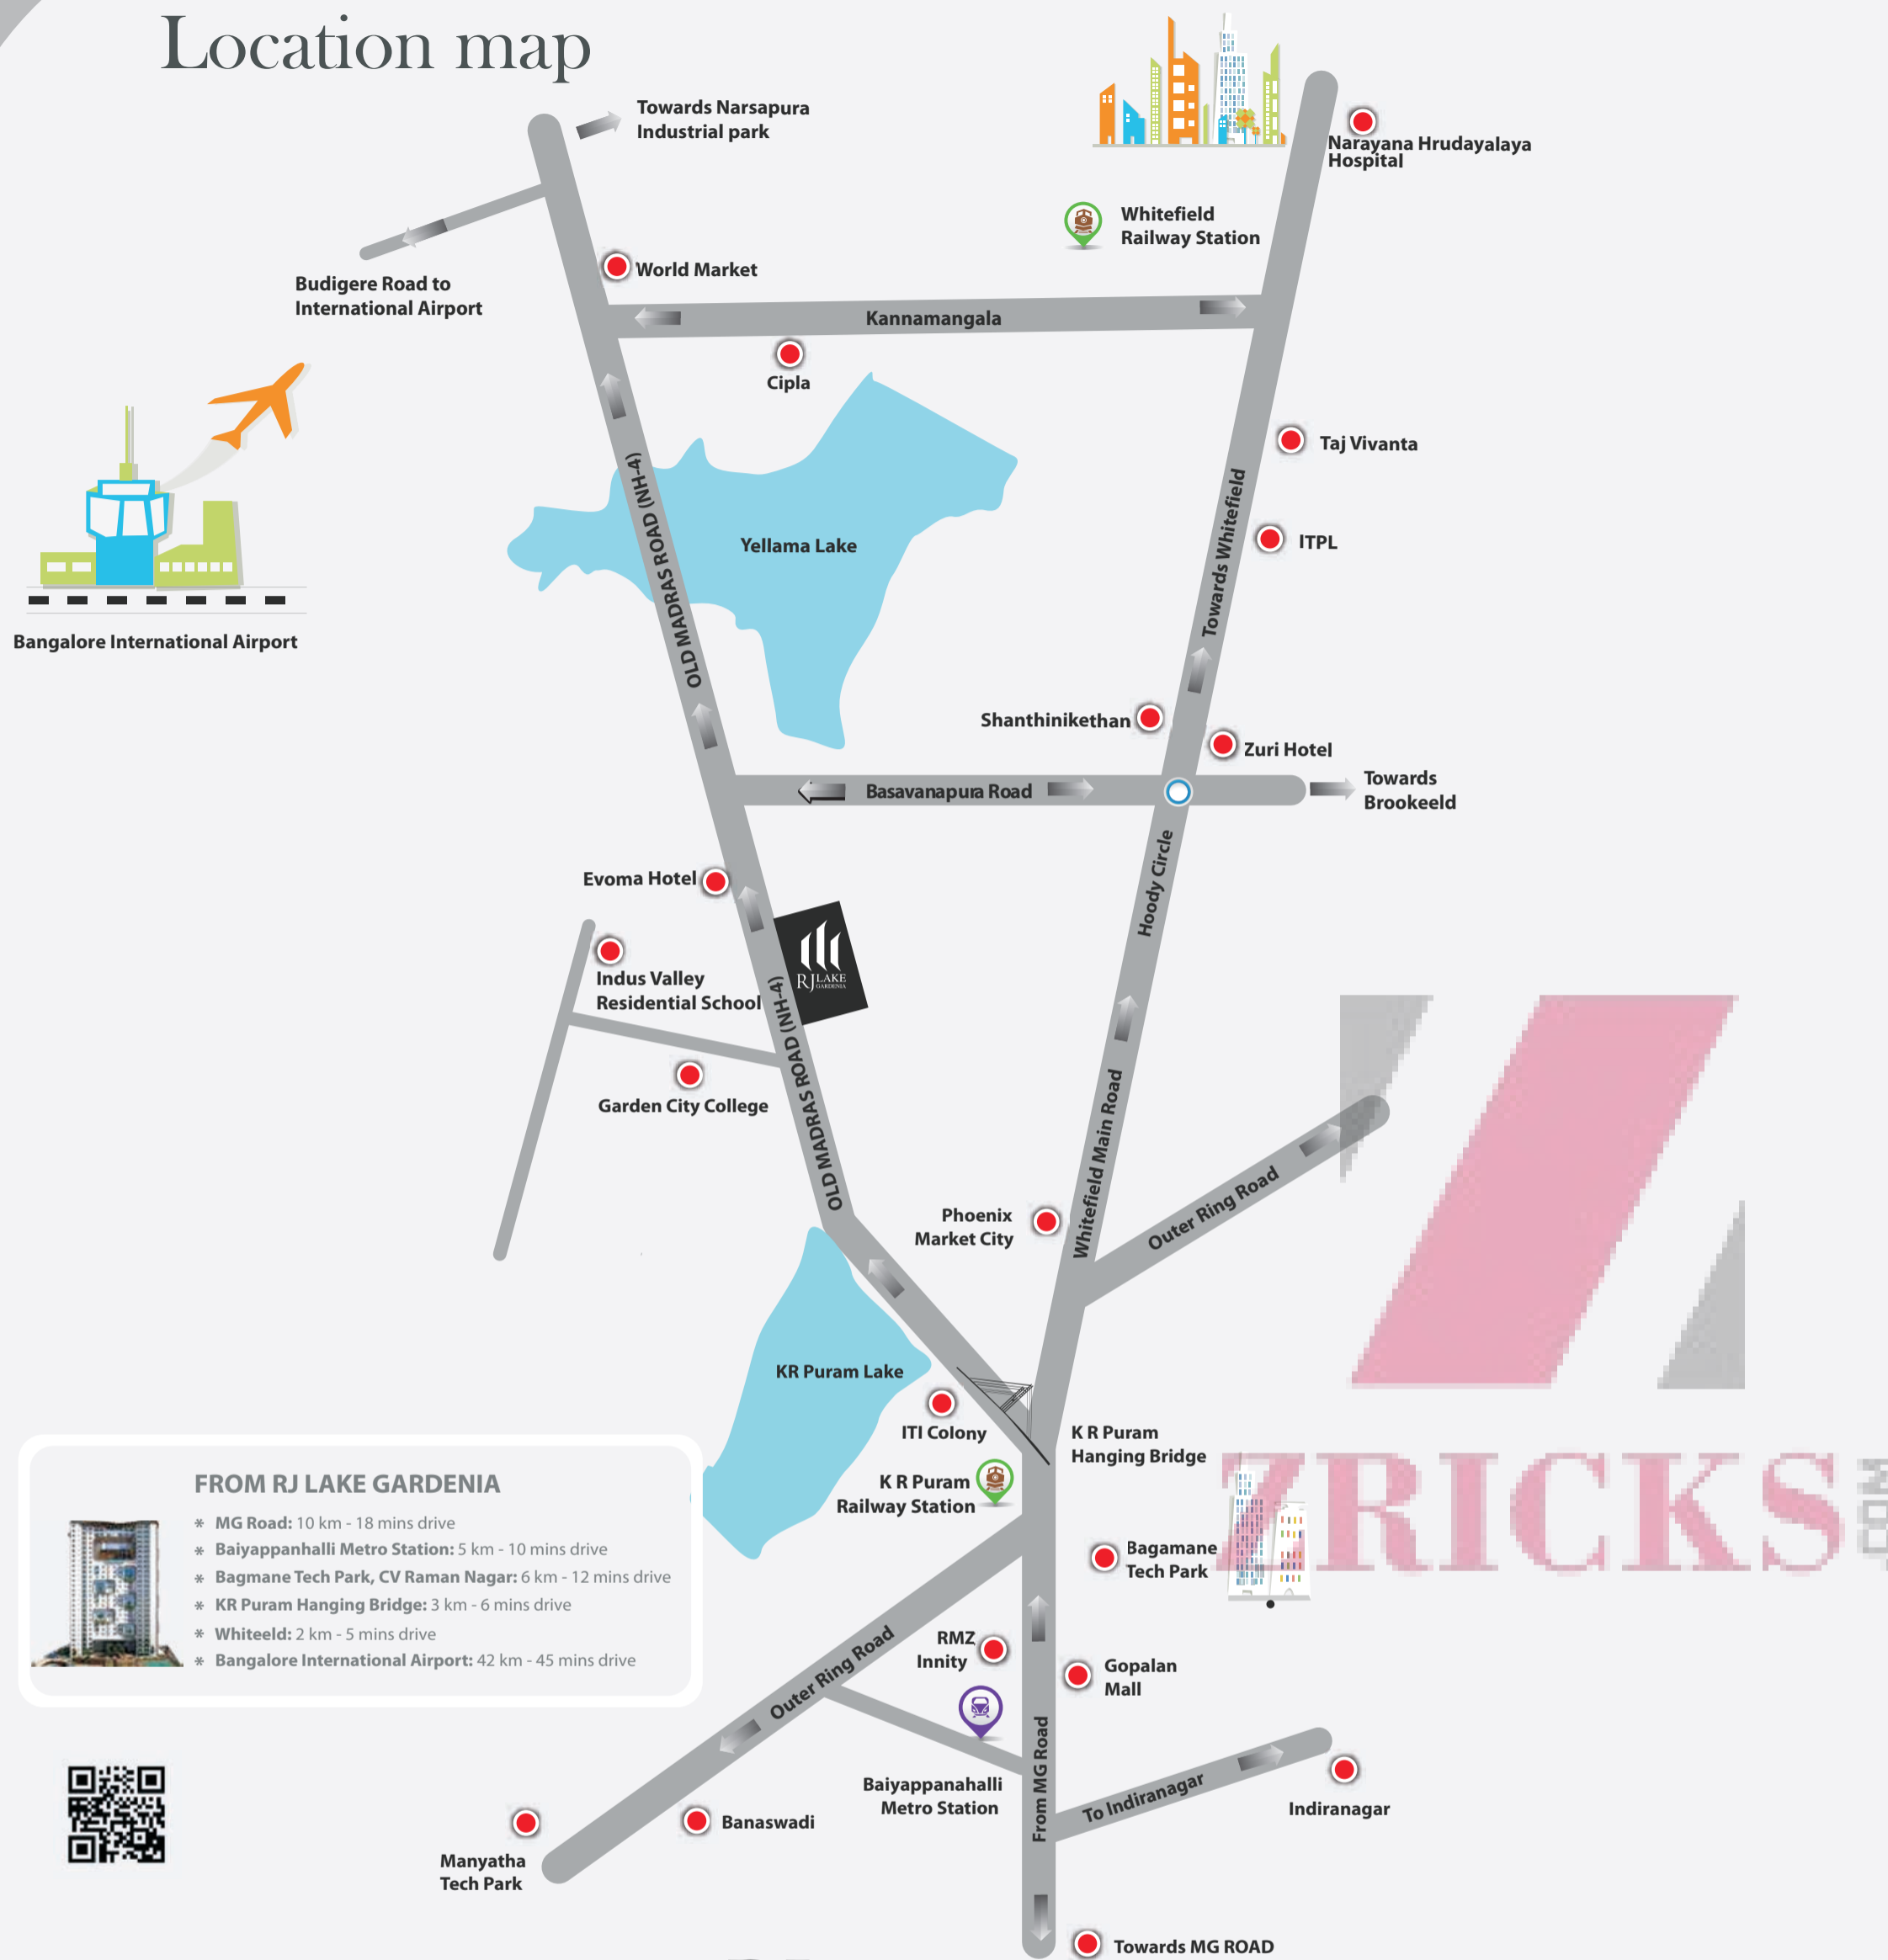 Location map
Towards Narsapura
Industrial park
Narayana Hrudayalaya
Hospital
Whitefield
Railway Station
World Market
Budigere Road to
International Airport
Kannamangala
Cipla
Taj Vivanta
OLD MADRAS ROAD (NH-4)
Towards Whitefield
ITPL
Yellama Lake
Bangalore International Airport
Shanthinikethan
Zuri Hotel
Basavanapura Road
Towards
Brookeeld
Hoody Circle
Evoma Hotel
RJ LAKE
GARDENIA
Indus Valley
Residential School
OLD MADRAS ROAD (NH-4)
Garden City College
Whitefield Main Road
Phoenix
Market City
Outer Ring Road
KR Puram Lake
ITI Colony
K R Puram
Hanging Bridge
K R Puram
Railway Station
ZRICKS
Bagamane
Tech Park
FROM RJ LAKE GARDENIA
* MG Road: 10 km - 18 mins drive
* Baiyappanhalli Metro Station: 5 km - 10 mins drive
* Bagmane Tech Park, CV Raman Nagar: 6 km - 12 mins drive
* KR Puram Hanging Bridge: 3 km - 6 mins drive
* Whiteeld: 2 km - 5 mins drive
* Bangalore International Airport: 42 km - 45 mins drive
RMZ
Innity
Gopalan
Mall
Outer Ring Road
From MG Road
Baiyappanahalli
Metro Station
To Indiranagar
Indiranagar
Banaswadi
Manyatha
Tech Park
Towards MG ROAD